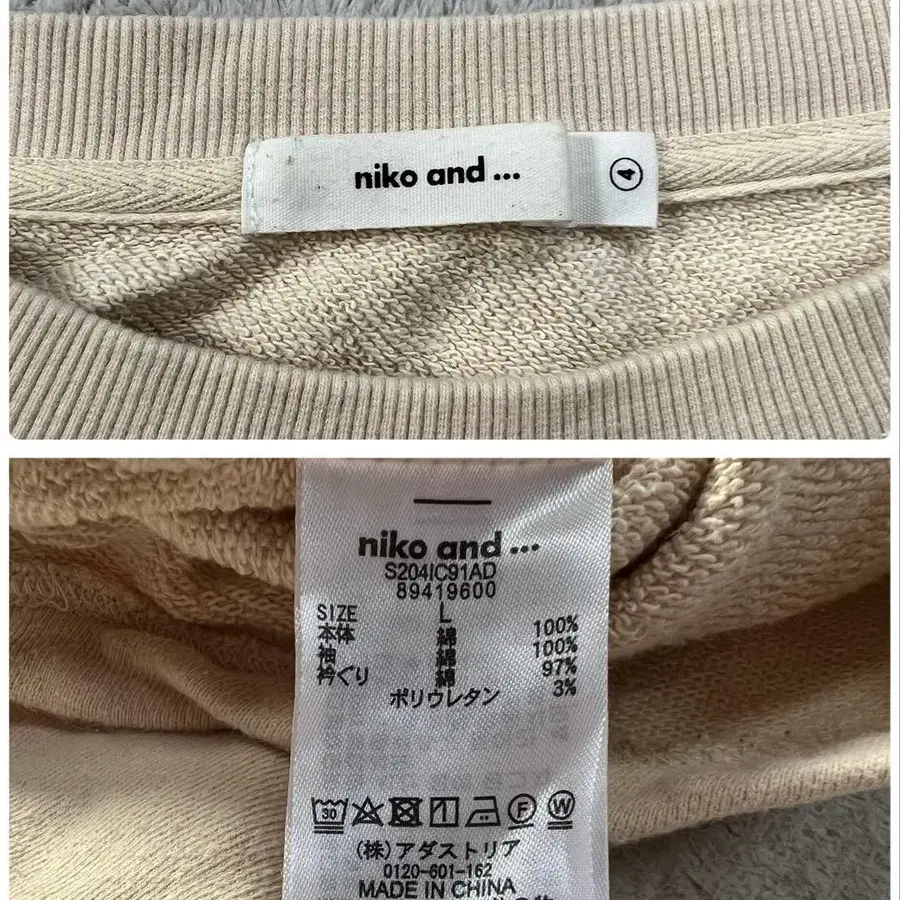 niko and ...
4
niko and ...
S204IC91AD
89419600
SIZE L
本体 綿 100%
袖 綿 100%
衿ぐり 綿 97%
ポリウレタン 3%
30 F W
(株)アダストリア
0120-601-162
MADE IN CHINA